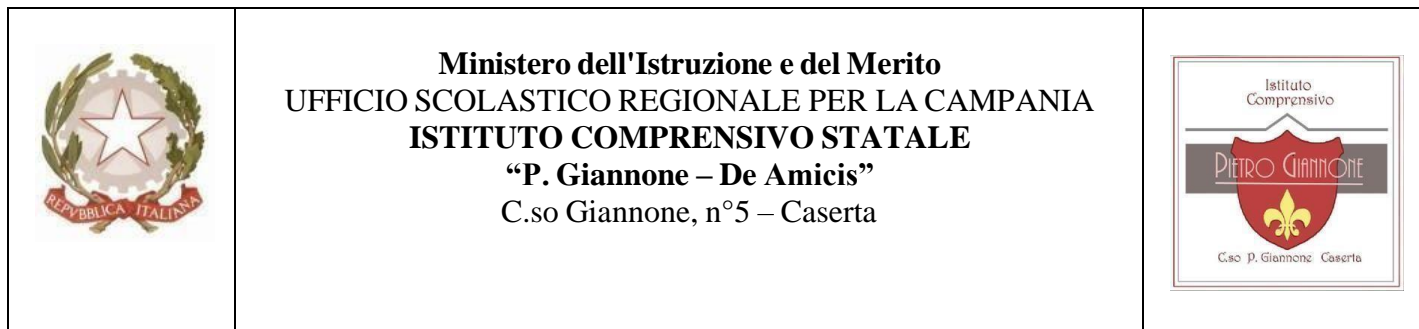 REPVBBLICA ITALIANA
Ministero dell'Istruzione e del Merito
UFFICIO SCOLASTICO REGIONALE PER LA CAMPANIA
ISTITUTO COMPRENSIVO STATALE
“P. Giannone – De Amicis”
C.so Giannone, n°5 – Caserta
Istituto
Comprensivo
PIETRO GIANNONE
C.so P. Giannone Caserta